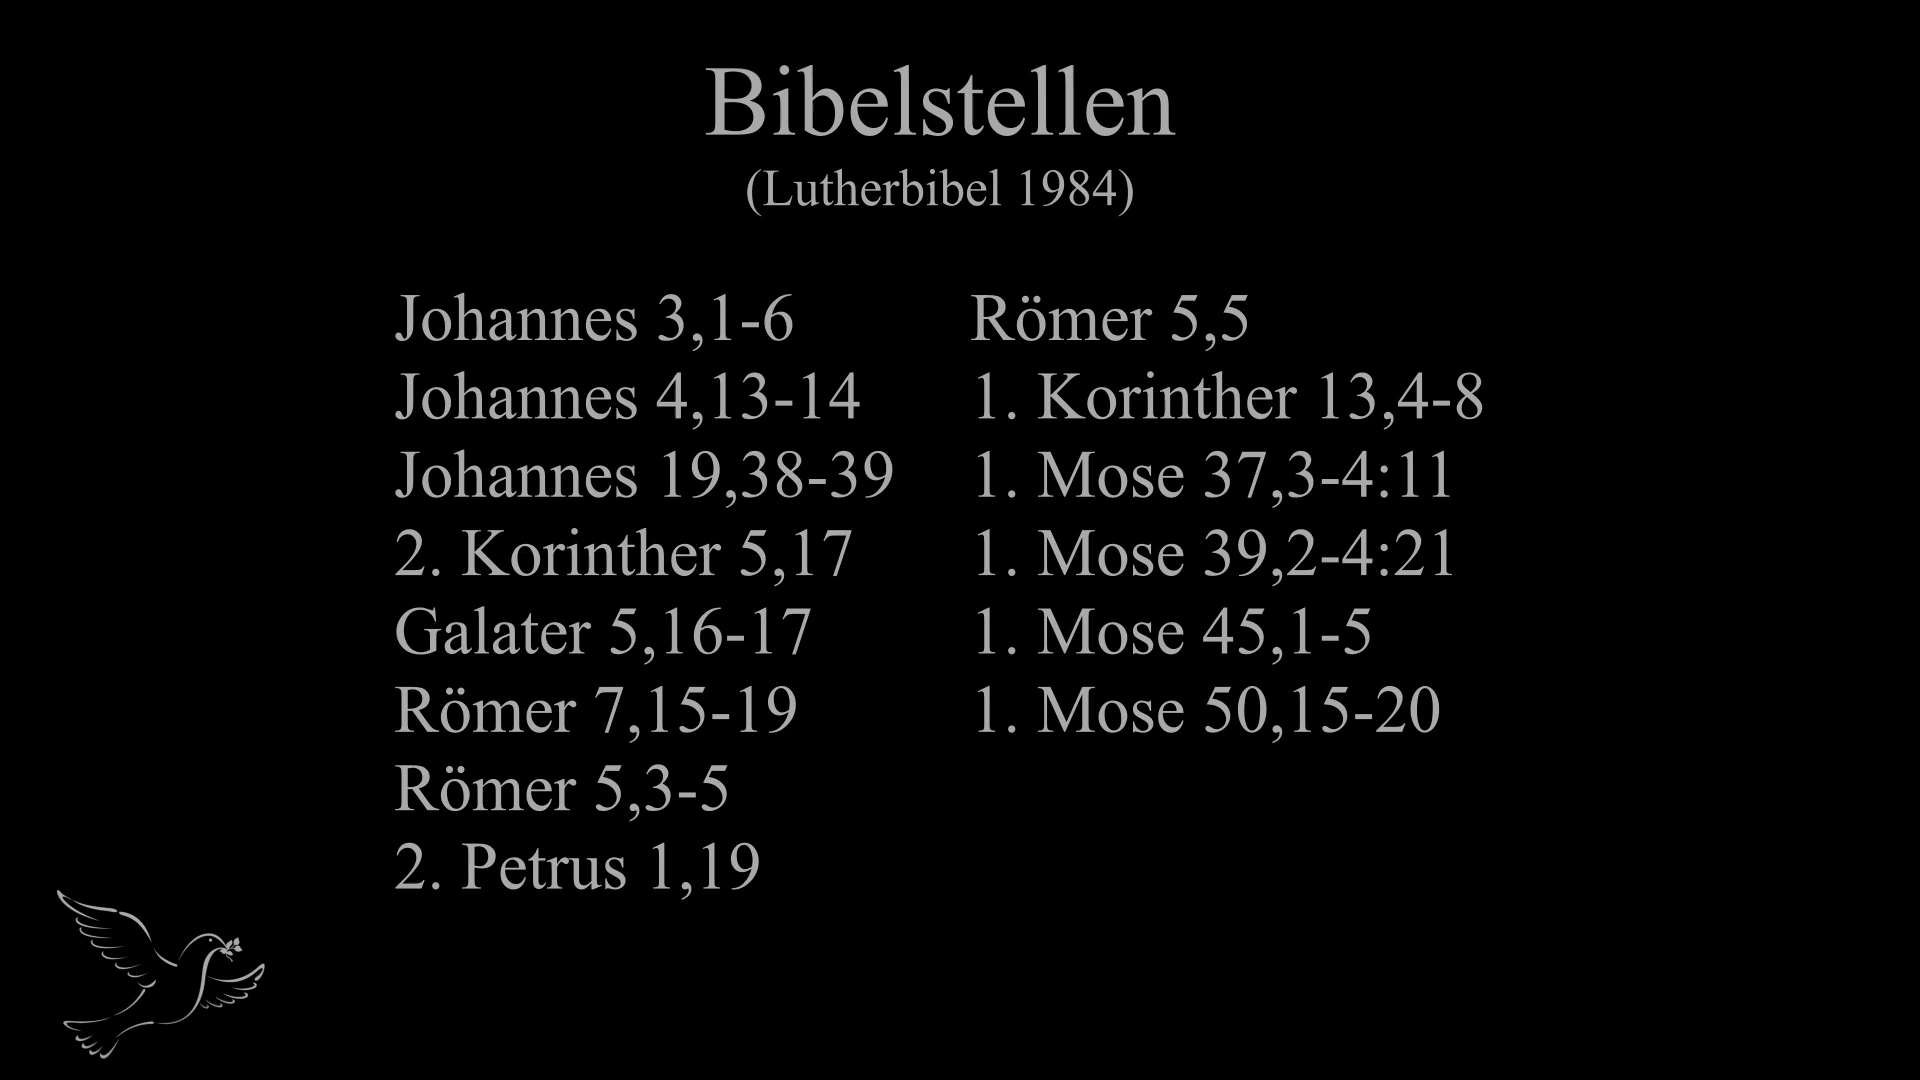 Bibelstellen
(Lutherbibel 1984)
Johannes 3,1-6
Johannes 4,13-14
Johannes 19,38-39
2. Korinther 5,17
Galater 5,16-17
Römer 7,15-19
Römer 5,3-5
2. Petrus 1,19
Römer 5,5
1. Korinther 13,4-8
1. Mose 37,3-4:11
1. Mose 39,2-4:21
1. Mose 45,1-5
1. Mose 50,15-20